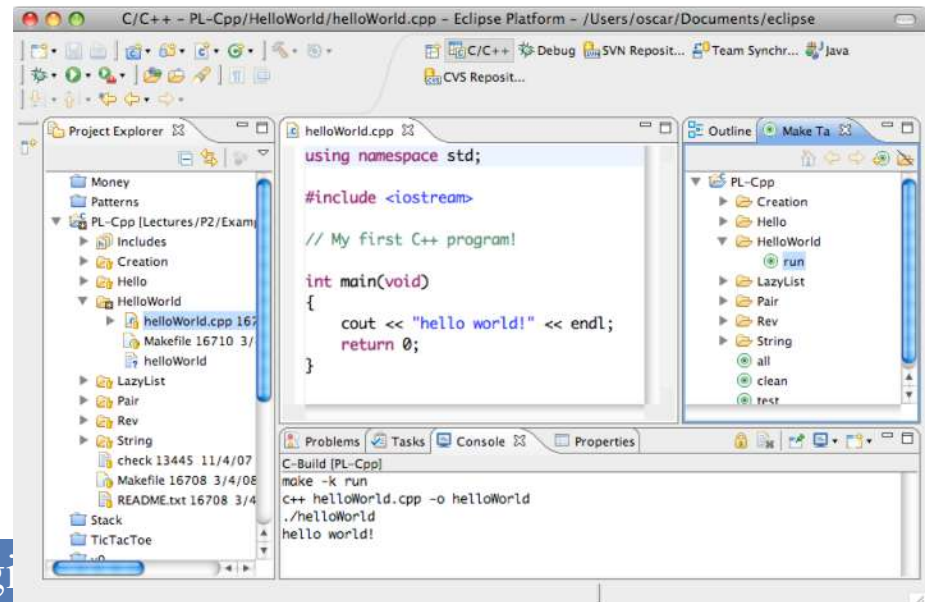 C/C++ - PL-Cpp/HelloWorld/helloWorld.cpp - Eclipse Platform - /Users/oscar/Documents/eclipse
C/C++ Debug SVN Reposit... Team Synchr... Java
CVS Reposit...
Project Explorer
Money
Patterns
PL-Cpp [Lectures/P2/Examp
Includes
Creation
Hello
HelloWorld
helloWorld.cpp 167
Makefile 16710 3/
helloWorld
LazyList
Pair
Rev
String
check 13445 11/4/07
Makefile 16708 3/4/08
README.txt 16708 3/4
Stack
TicTacToe
helloWorld.cpp
using namespace std;
#include <iostream>
// My first C++ program!
int main(void)
{
cout << "hello world!" << endl;
return 0;
}
Outline Make Ta
PL-Cpp
Creation
Hello
HelloWorld
run
LazyList
Pair
Rev
String
all
clean
test
Problems Tasks Console Properties
C-Build [PL-Cpp]
make -k run
c++ helloWorld.cpp -o helloWorld
./helloWorld
hello world!